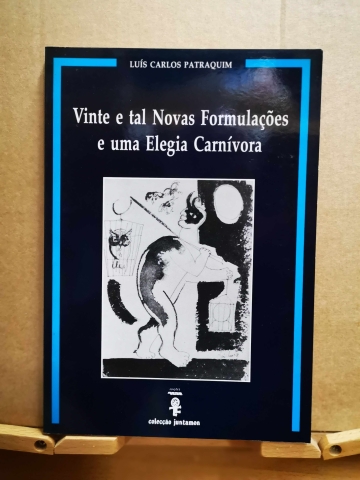 LUÍS CARLOS PATRAQUIM
Vinte e tal Novas Formulações
e uma Elegia Carnívora
colecção juntamon